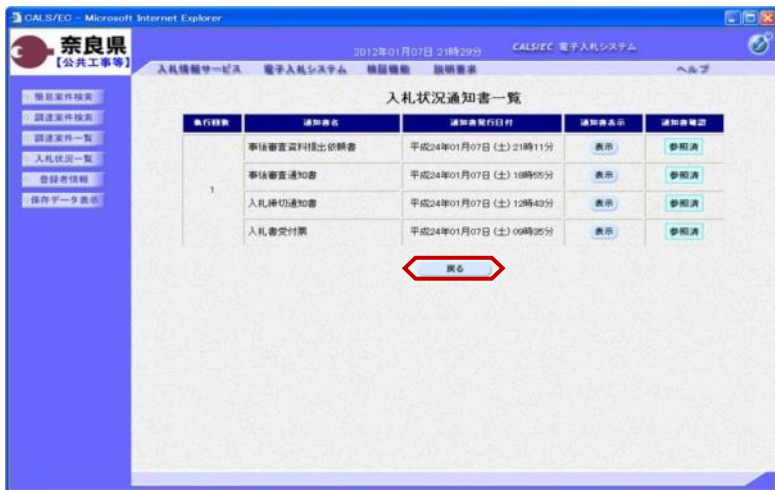 CALS/EC - Microsoft Internet Explorer
奈良県
【公共工事等】
2012年01月07日 21時29分
CALS/EC 電子入札システム
入札情報サービス 電子入札システム 検証機能 説明要求 ヘルプ
簡易案件検索
調達案件検索
調達案件一覧
入札状況一覧
登録者情報
保存データ表示
入札状況通知書一覧
執行回数 通知書名 通知書発行日付 通知書表示 通知書確認
事後審査資料提出依頼書 平成24年01月07日 (土) 21時11分 表示 参照済
事後審査通知書 平成24年01月07日 (土) 18時55分 表示 参照済
1
入札締切通知書 平成24年01月07日 (土) 12時43分 表示 参照済
入札書受付票 平成24年01月07日 (土) 09時35分 表示 参照済
戻る